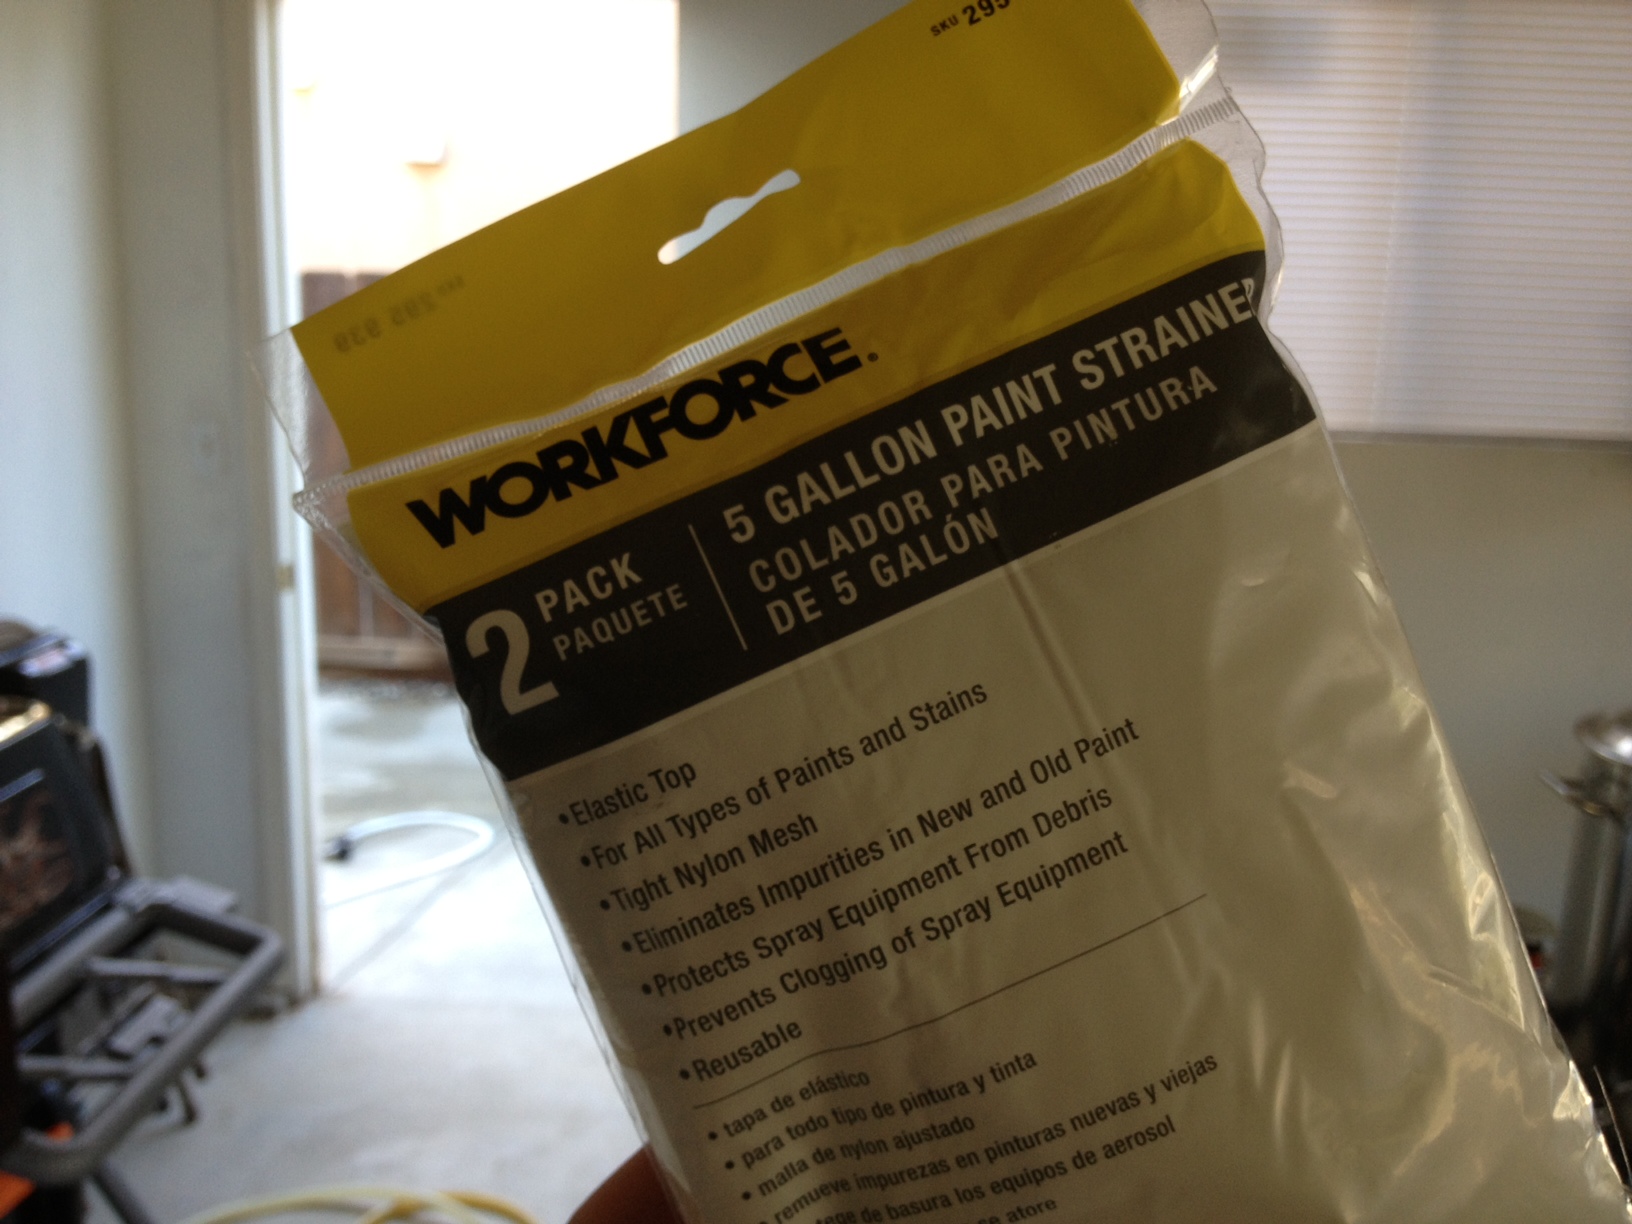 SKU 295
WORKFORCE.
2 PACK
PAQUETE
5 GALLON PAINT STRAINER
COLADOR PARA PINTURA
DE 5 GALÓN
•Elastic Top
•For All Types of Paints and Stains
•Tight Nylon Mesh
•Eliminates Impurities in New and Old Paint
•Protects Spray Equipment From Debris
•Prevents Clogging of Spray Equipment
•Reusable
• tapa de elástico
• para todo tipo de pintura y tinta
• malla de nylon ajustado
• remueve impurezas en pinturas nuevas y viejas
de basura los equipos de aerosol
se atore